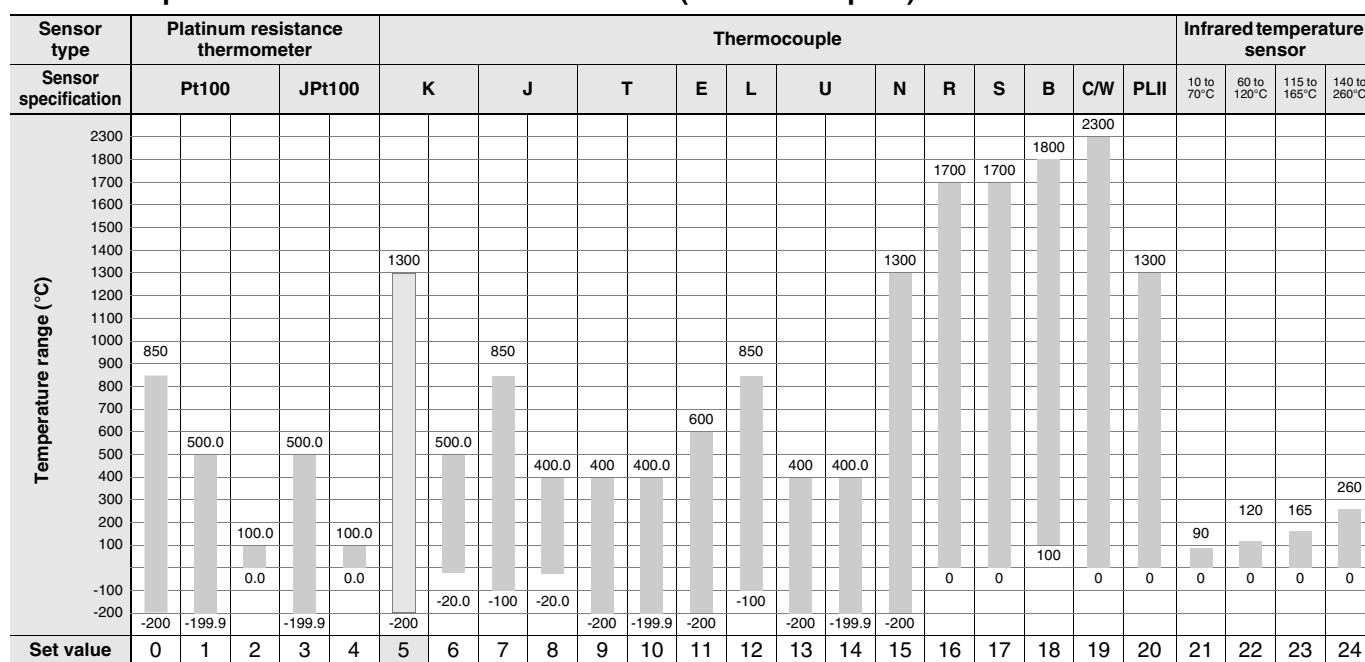 Sensor type Platinum resistance thermometer Thermocouple Infrared temperature sensor
Sensor specification Pt100 JPt100 K J T E L U N R S B C/W PLII 10 to 70°C 60 to 120°C 115 to 165°C 140 to 260°C
Temperature range (°C)
2300 2300
1800 1800
1700 1700 1700
1600
1500
1400
1300 1300 1300 1300
1200
1100
1000
900 850 850 850
800
700
600 600
500 500.0 500.0 500.0
400 400.0 400 400.0 400 400.0
300
200 120 165 260
100 100.0 100.0 100 90
0.0 0.0 0 0 0 0 0 0 0 0
-100 -20.0 -100 -20.0 -100
-200 -200 -199.9 -199.9 -200 -200 -199.9 -200 -200 -199.9 -200
Set value 0 1 2 3 4 5 6 7 8 9 10 11 12 13 14 15 16 17 18 19 20 21 22 23 24